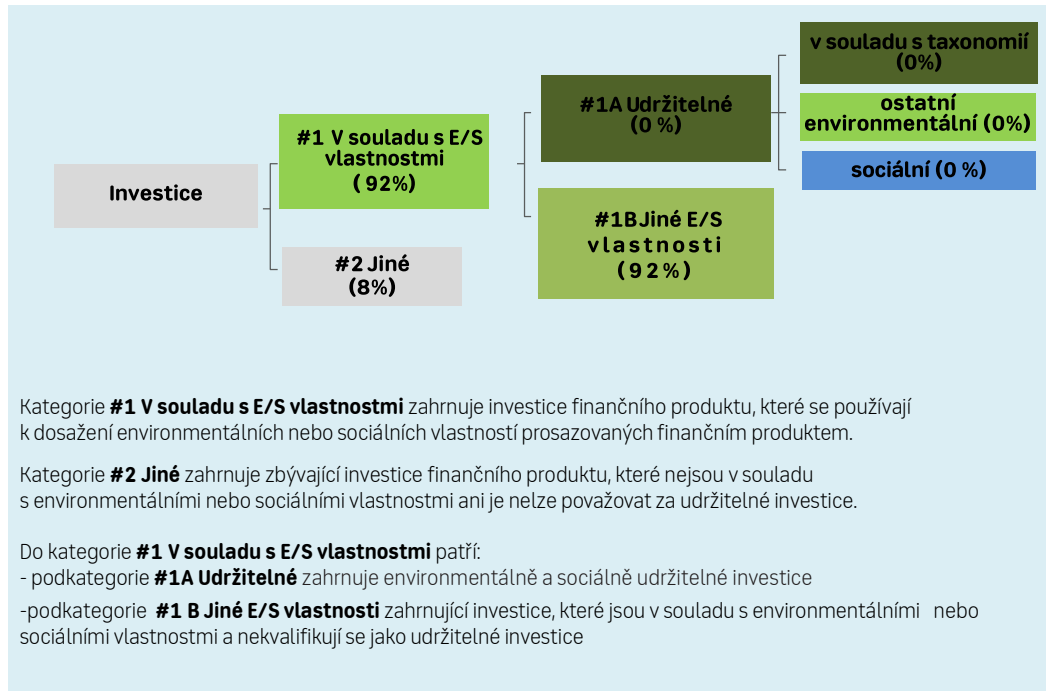 Investice
#1 V souladu s E/S
vlastnostmi
( 92%)
#2 Jiné
(8%)
#1A Udržitelné
(0 %)
#1B Jiné E/S
vlastnosti
(92%)
v souladu s taxonomií
(0%)
ostatní
environmentální (0%)
sociální (0 %)
Kategorie #1 V souladu s E/S vlastnostmi zahrnuje investice finančního produktu, které se používají
k dosažení environmentálních nebo sociálních vlastností prosazovaných finančním produktem.
Kategorie #2 Jiné zahrnuje zbývající investice finančního produktu, které nejsou v souladu
s environmentálními nebo sociálními vlastnostmi ani je nelze považovat za udržitelné investice.
Do kategorie #1 V souladu s E/S vlastnostmi patří:
- podkategorie #1A Udržitelné zahrnuje environmentálně a sociálně udržitelné investice
-podkategorie #1 B Jiné E/S vlastnosti zahrnující investice, které jsou v souladu s environmentálními nebo
sociálními vlastnostmi a nekvalifikují se jako udržitelné investice